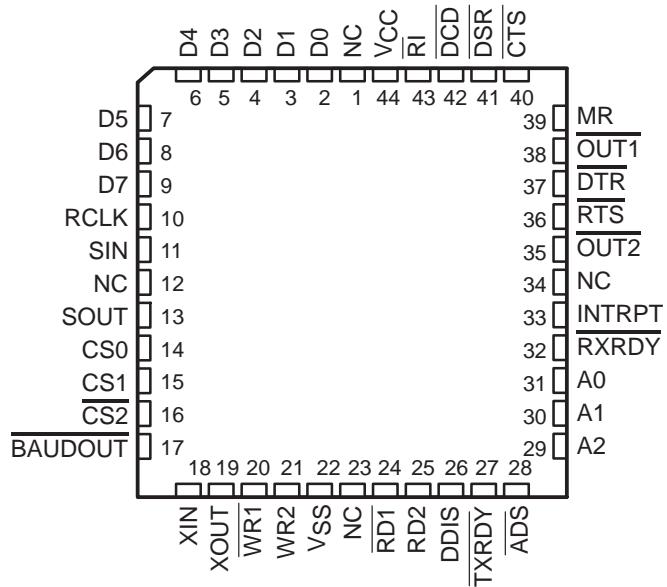 D4 D3 D2 D1 D0 NC VCC RI DCD DSR CTS
6 5 4 3 2 1 44 43 42 41 40
D5 7 39 MR
D6 8 38 OUT1
D7 9 37 DTR
RCLK 10 36 RTS
SIN 11 35 OUT2
NC 12 34 NC
SOUT 13 33 INTRPT
CS0 14 32 RXRDY
CS1 15 31 A0
CS2 16 30 A1
BAUDOUT 17 29 A2
18 19 20 21 22 23 24 25 26 27 28
XIN XOUT WR1 WR2 VSS NC RD1 RD2 DDIS TXRDY ADS